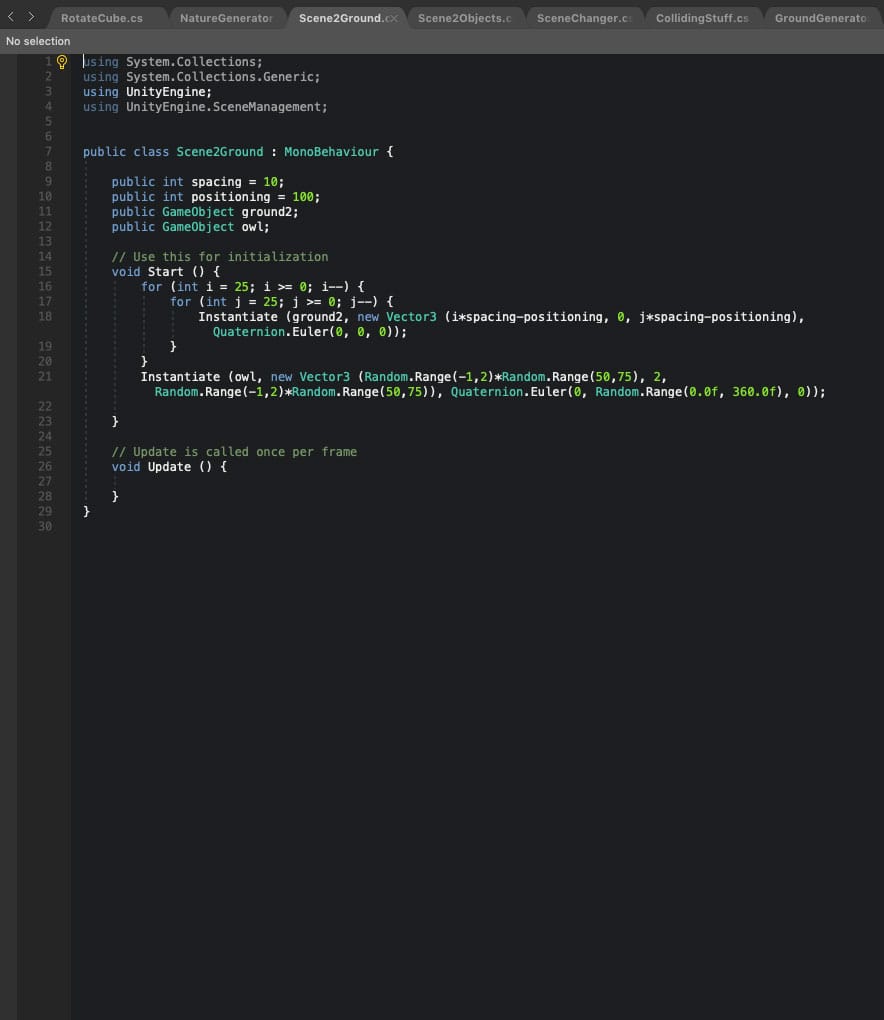 RotateCube.cs NatureGenerator Scene2Ground.c Scene2Objects.c SceneChanger.c CollidingStuff.cs GroundGenerato
No selection
1 using System.Collections;
2 using System.Collections.Generic;
3 using UnityEngine;
4 using UnityEngine.SceneManagement;
5
6
7 public class Scene2Ground : MonoBehaviour {
8
9 public int spacing = 10;
10 public int positioning = 100;
11 public GameObject ground2;
12 public GameObject owl;
13
14 // Use this for initialization
15 void Start () {
16 for (int i = 25; i >= 0; i--) {
17 for (int j = 25; j >= 0; j--) {
18 Instantiate (ground2, new Vector3 (i*spacing-positioning, 0, j*spacing-positioning),
Quaternion.Euler(0, 0, 0));
19 }
20 }
21 Instantiate (owl, new Vector3 (Random.Range(-1,2)*Random.Range(50,75), 2,
Random.Range(-1,2)*Random.Range(50,75)), Quaternion.Euler(0, Random.Range(0.0f, 360.0f), 0));
22
23 }
24
25 // Update is called once per frame
26 void Update () {
27
28 }
29 }
30